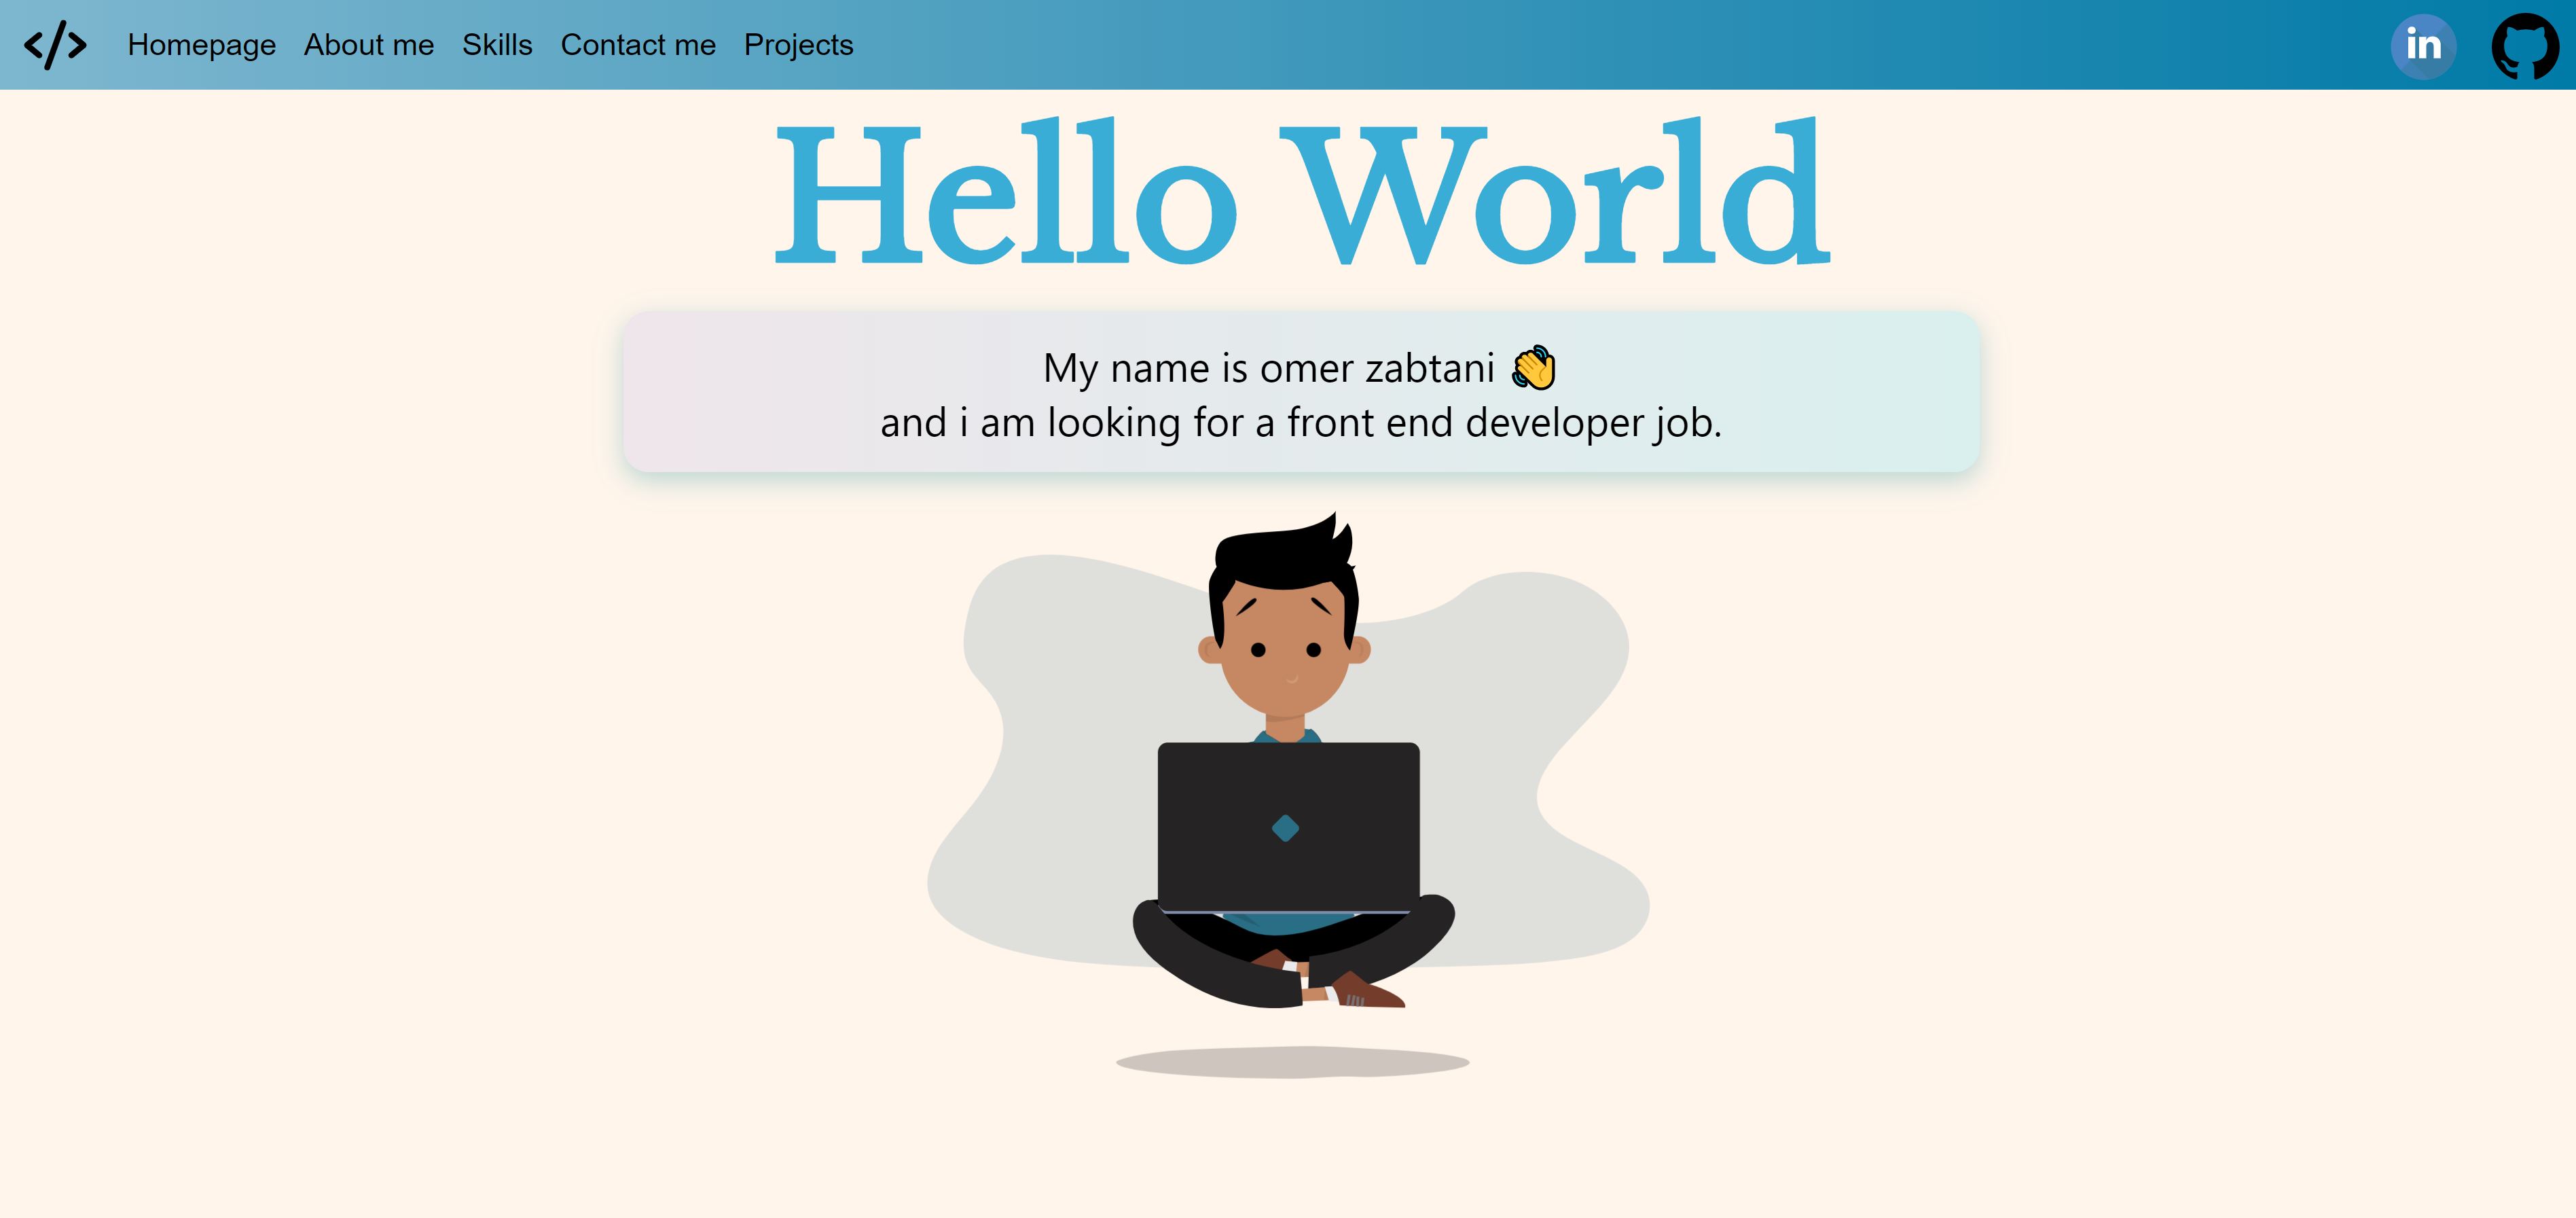 </>
Homepage About me Skills Contact me Projects
in
Hello World
My name is omer zabtani 👋
and i am looking for a front end developer job.